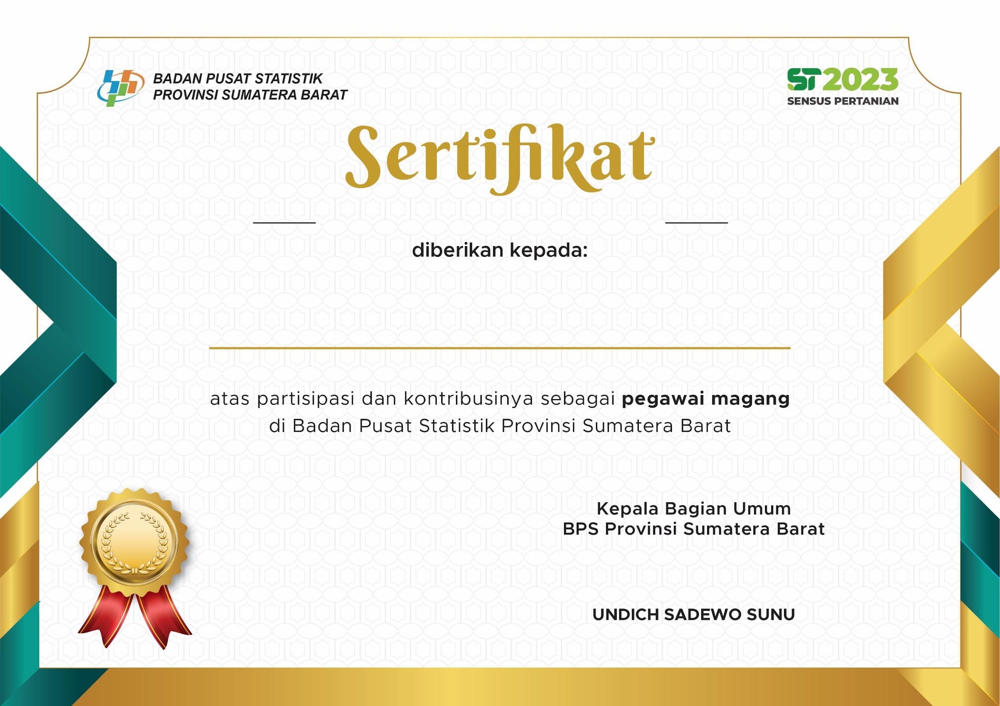 BADAN PUSAT STATISTIK
PROVINSI SUMATERA BARAT
ST2023
SENSUS PERTANIAN
Sertifikat
diberikan kepada:
atas partisipasi dan kontribusinya sebagai pegawai magang
di Badan Pusat Statistik Provinsi Sumatera Barat
Kepala Bagian Umum
BPS Provinsi Sumatera Barat
UNDICH SADEWO SUNU